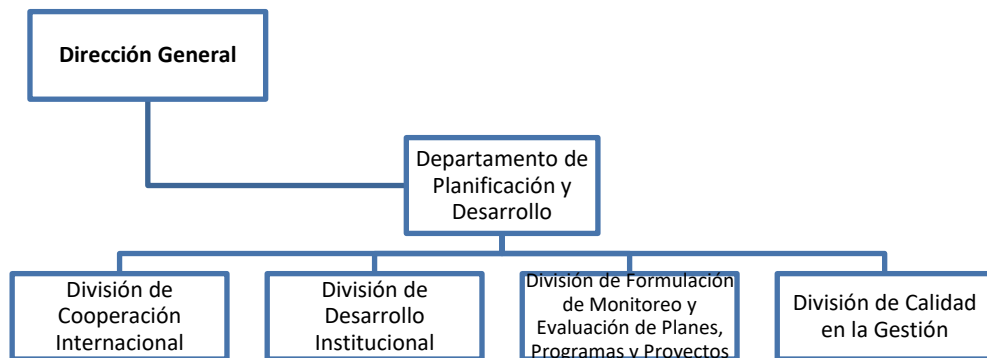 Dirección General
Departamento de
Planificación y
Desarrollo
División de
Cooperación
Internacional
División de
Desarrollo
Institucional
División de Formulación
de Monitoreo y
Evaluación de Planes,
Programas y Proyectos
División de Calidad
en la Gestión